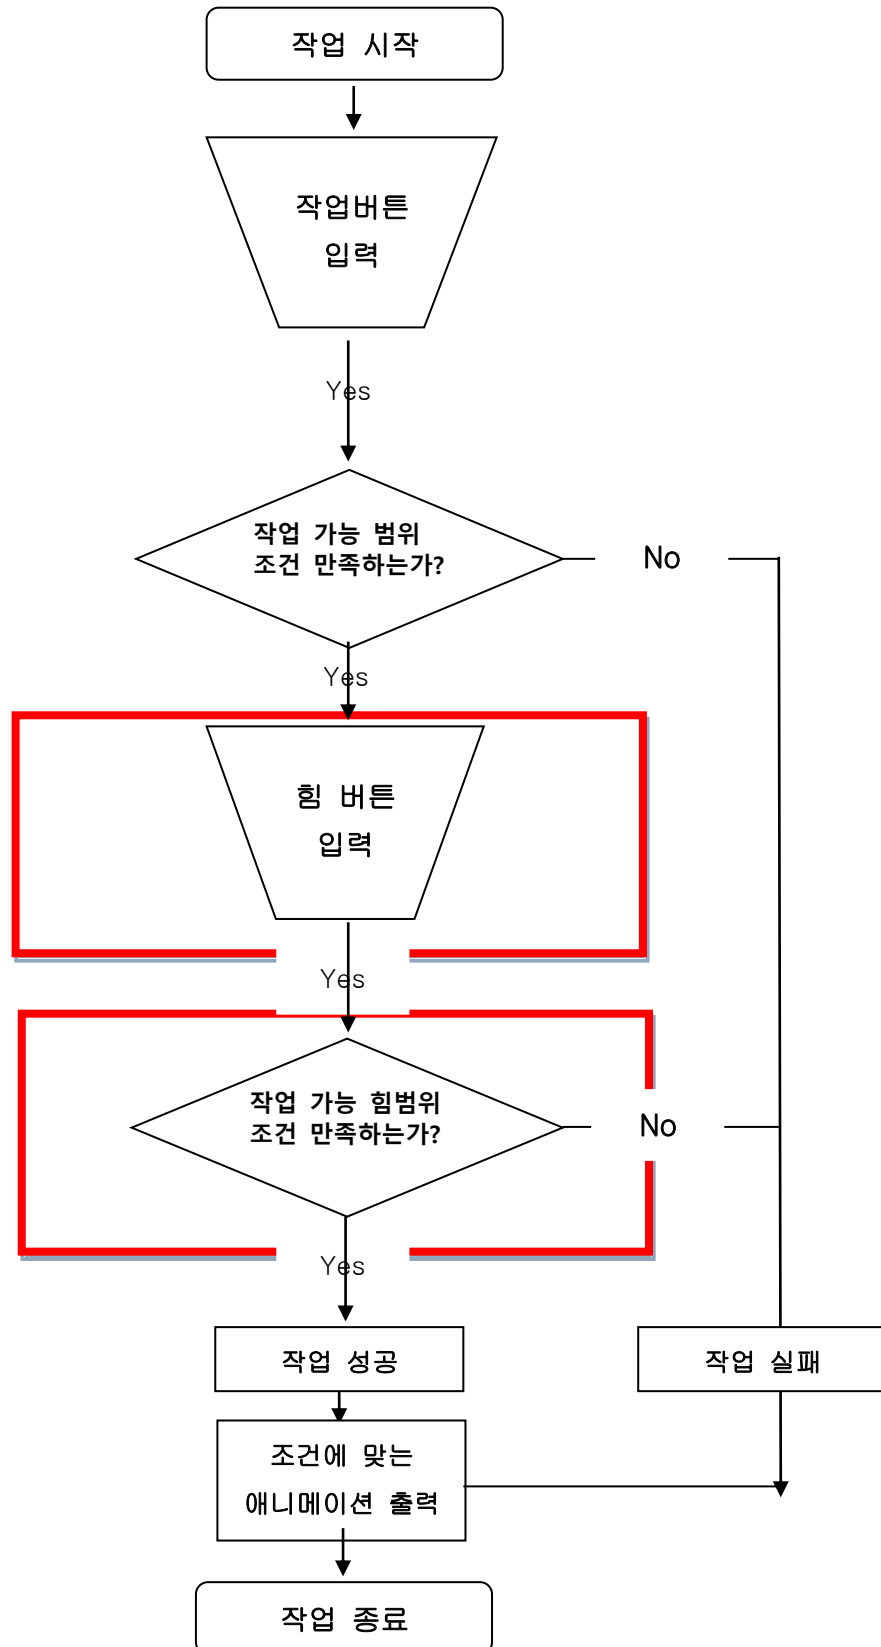 작업 시작
작업버튼
입력
Yes
작업 가능 범위
조건 만족하는가?
No
Yes
힘 버튼
입력
Yes
작업 가능 힘범위
조건 만족하는가?
No
Yes
작업 성공
작업 실패
조건에 맞는
애니메이션 출력
작업 종료